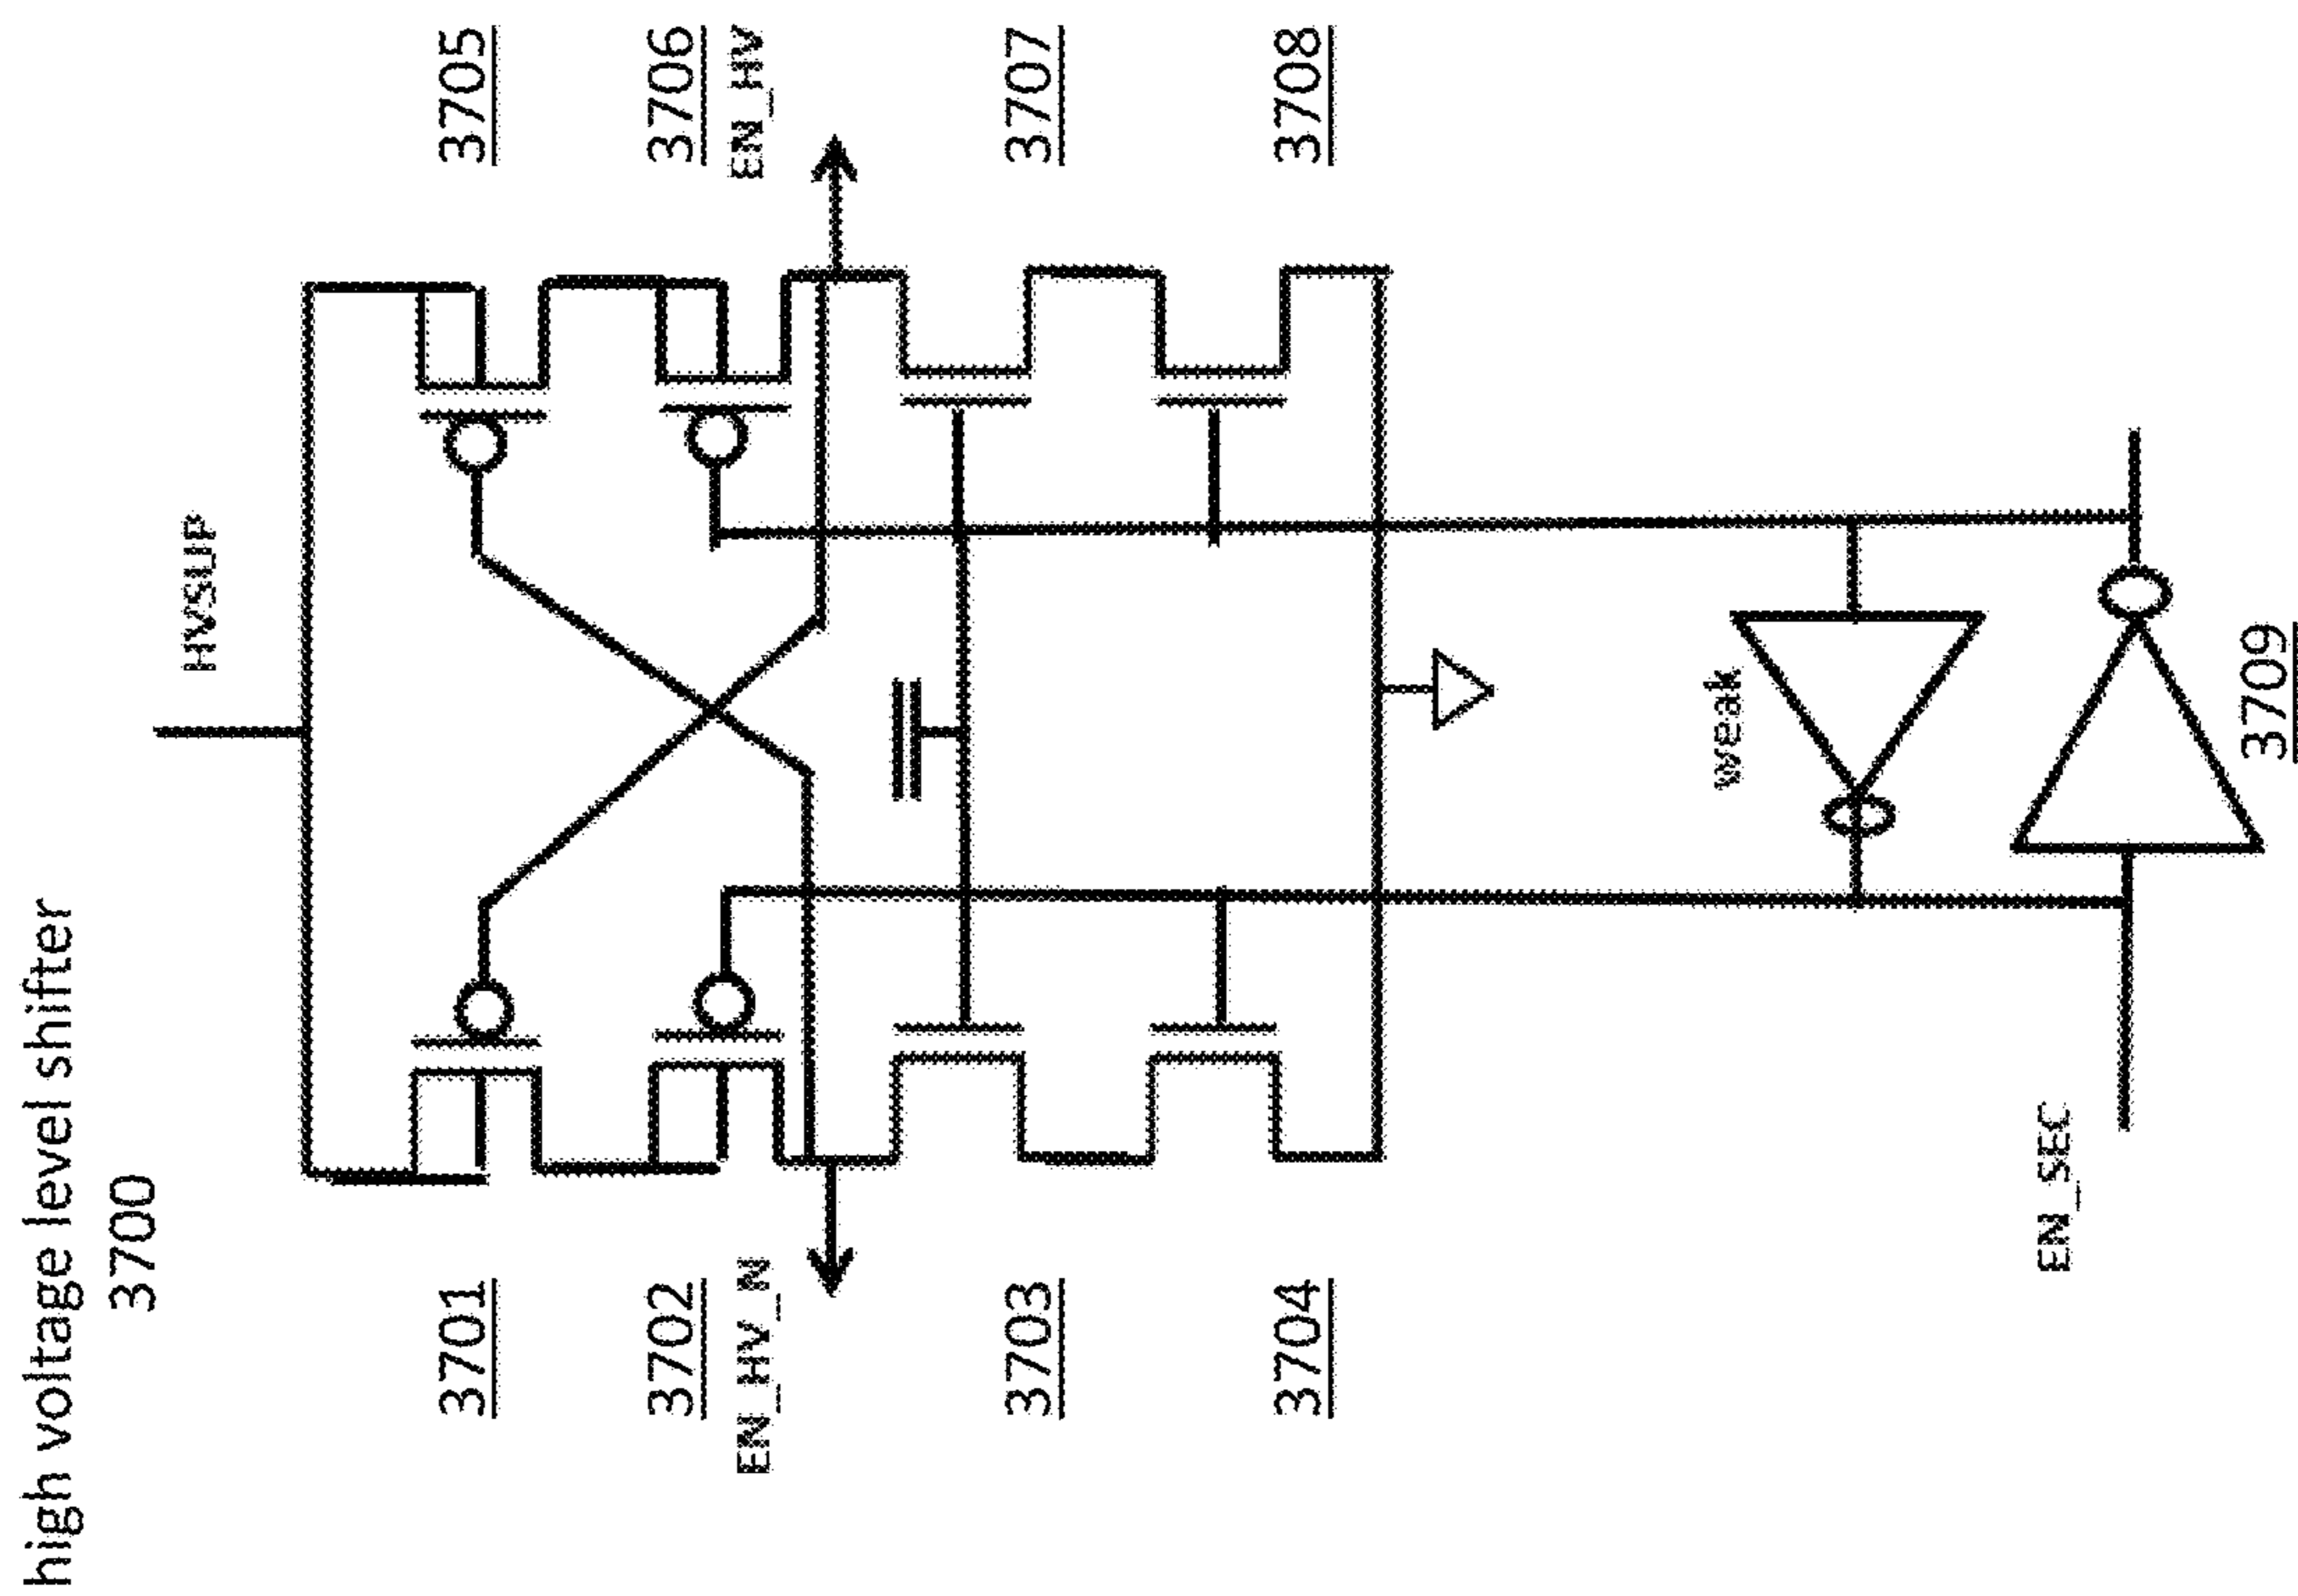 high voltage level shifter
3700
HVSUP
3701
3705
3702
3706
EN_HV_N
EN_HV
3703
3707
3704
3708
weak
EN_SEC
3709